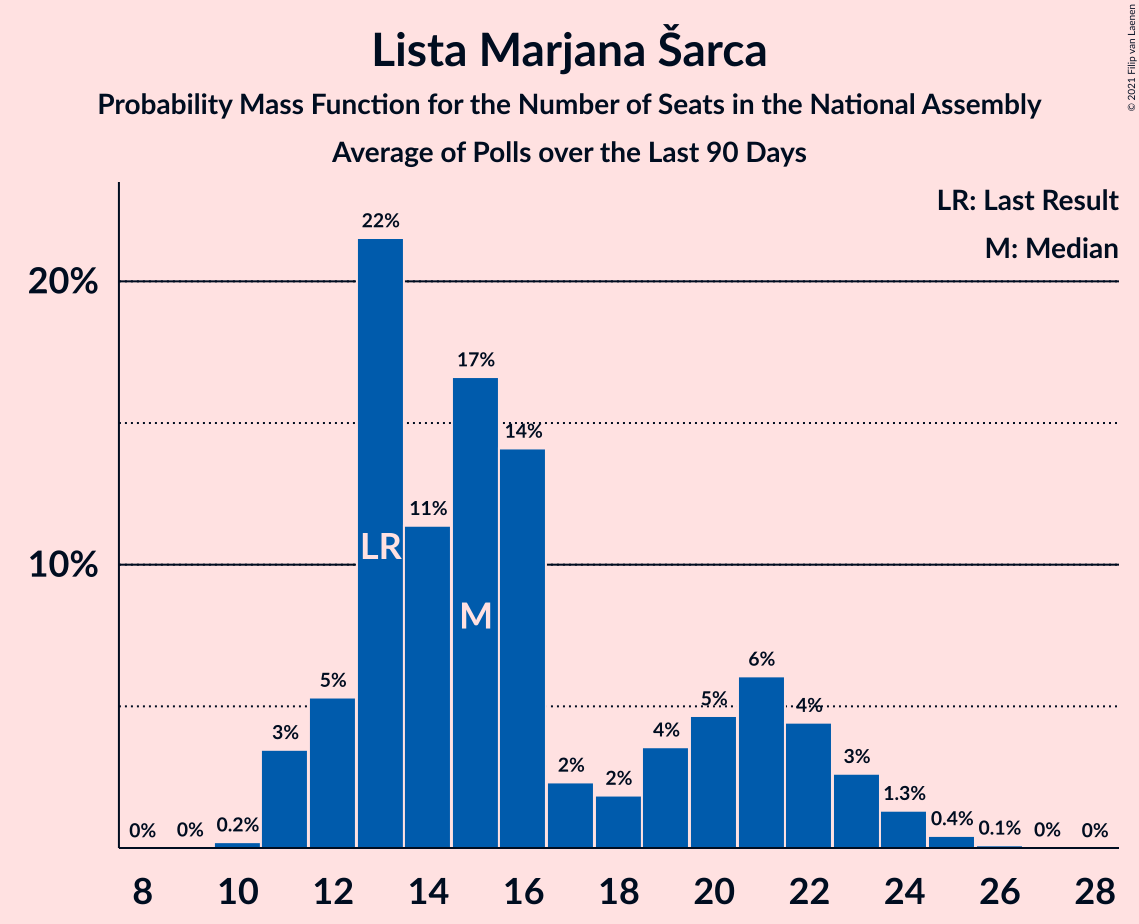 Lista Marjana Šarca
Probability Mass Function for the Number of Seats in the National Assembly
Average of Polls over the Last 90 Days
© 2021 Filip van Laenen
LR: Last Result
M: Median
20%
10%
0%
0%
0.2%
3%
5%
22%
11%
17%
14%
2%
2%
4%
5%
6%
4%
3%
1.3%
0.4%
0.1%
0%
0%
LR
M
8 10 12 14 16 18 20 22 24 26 28